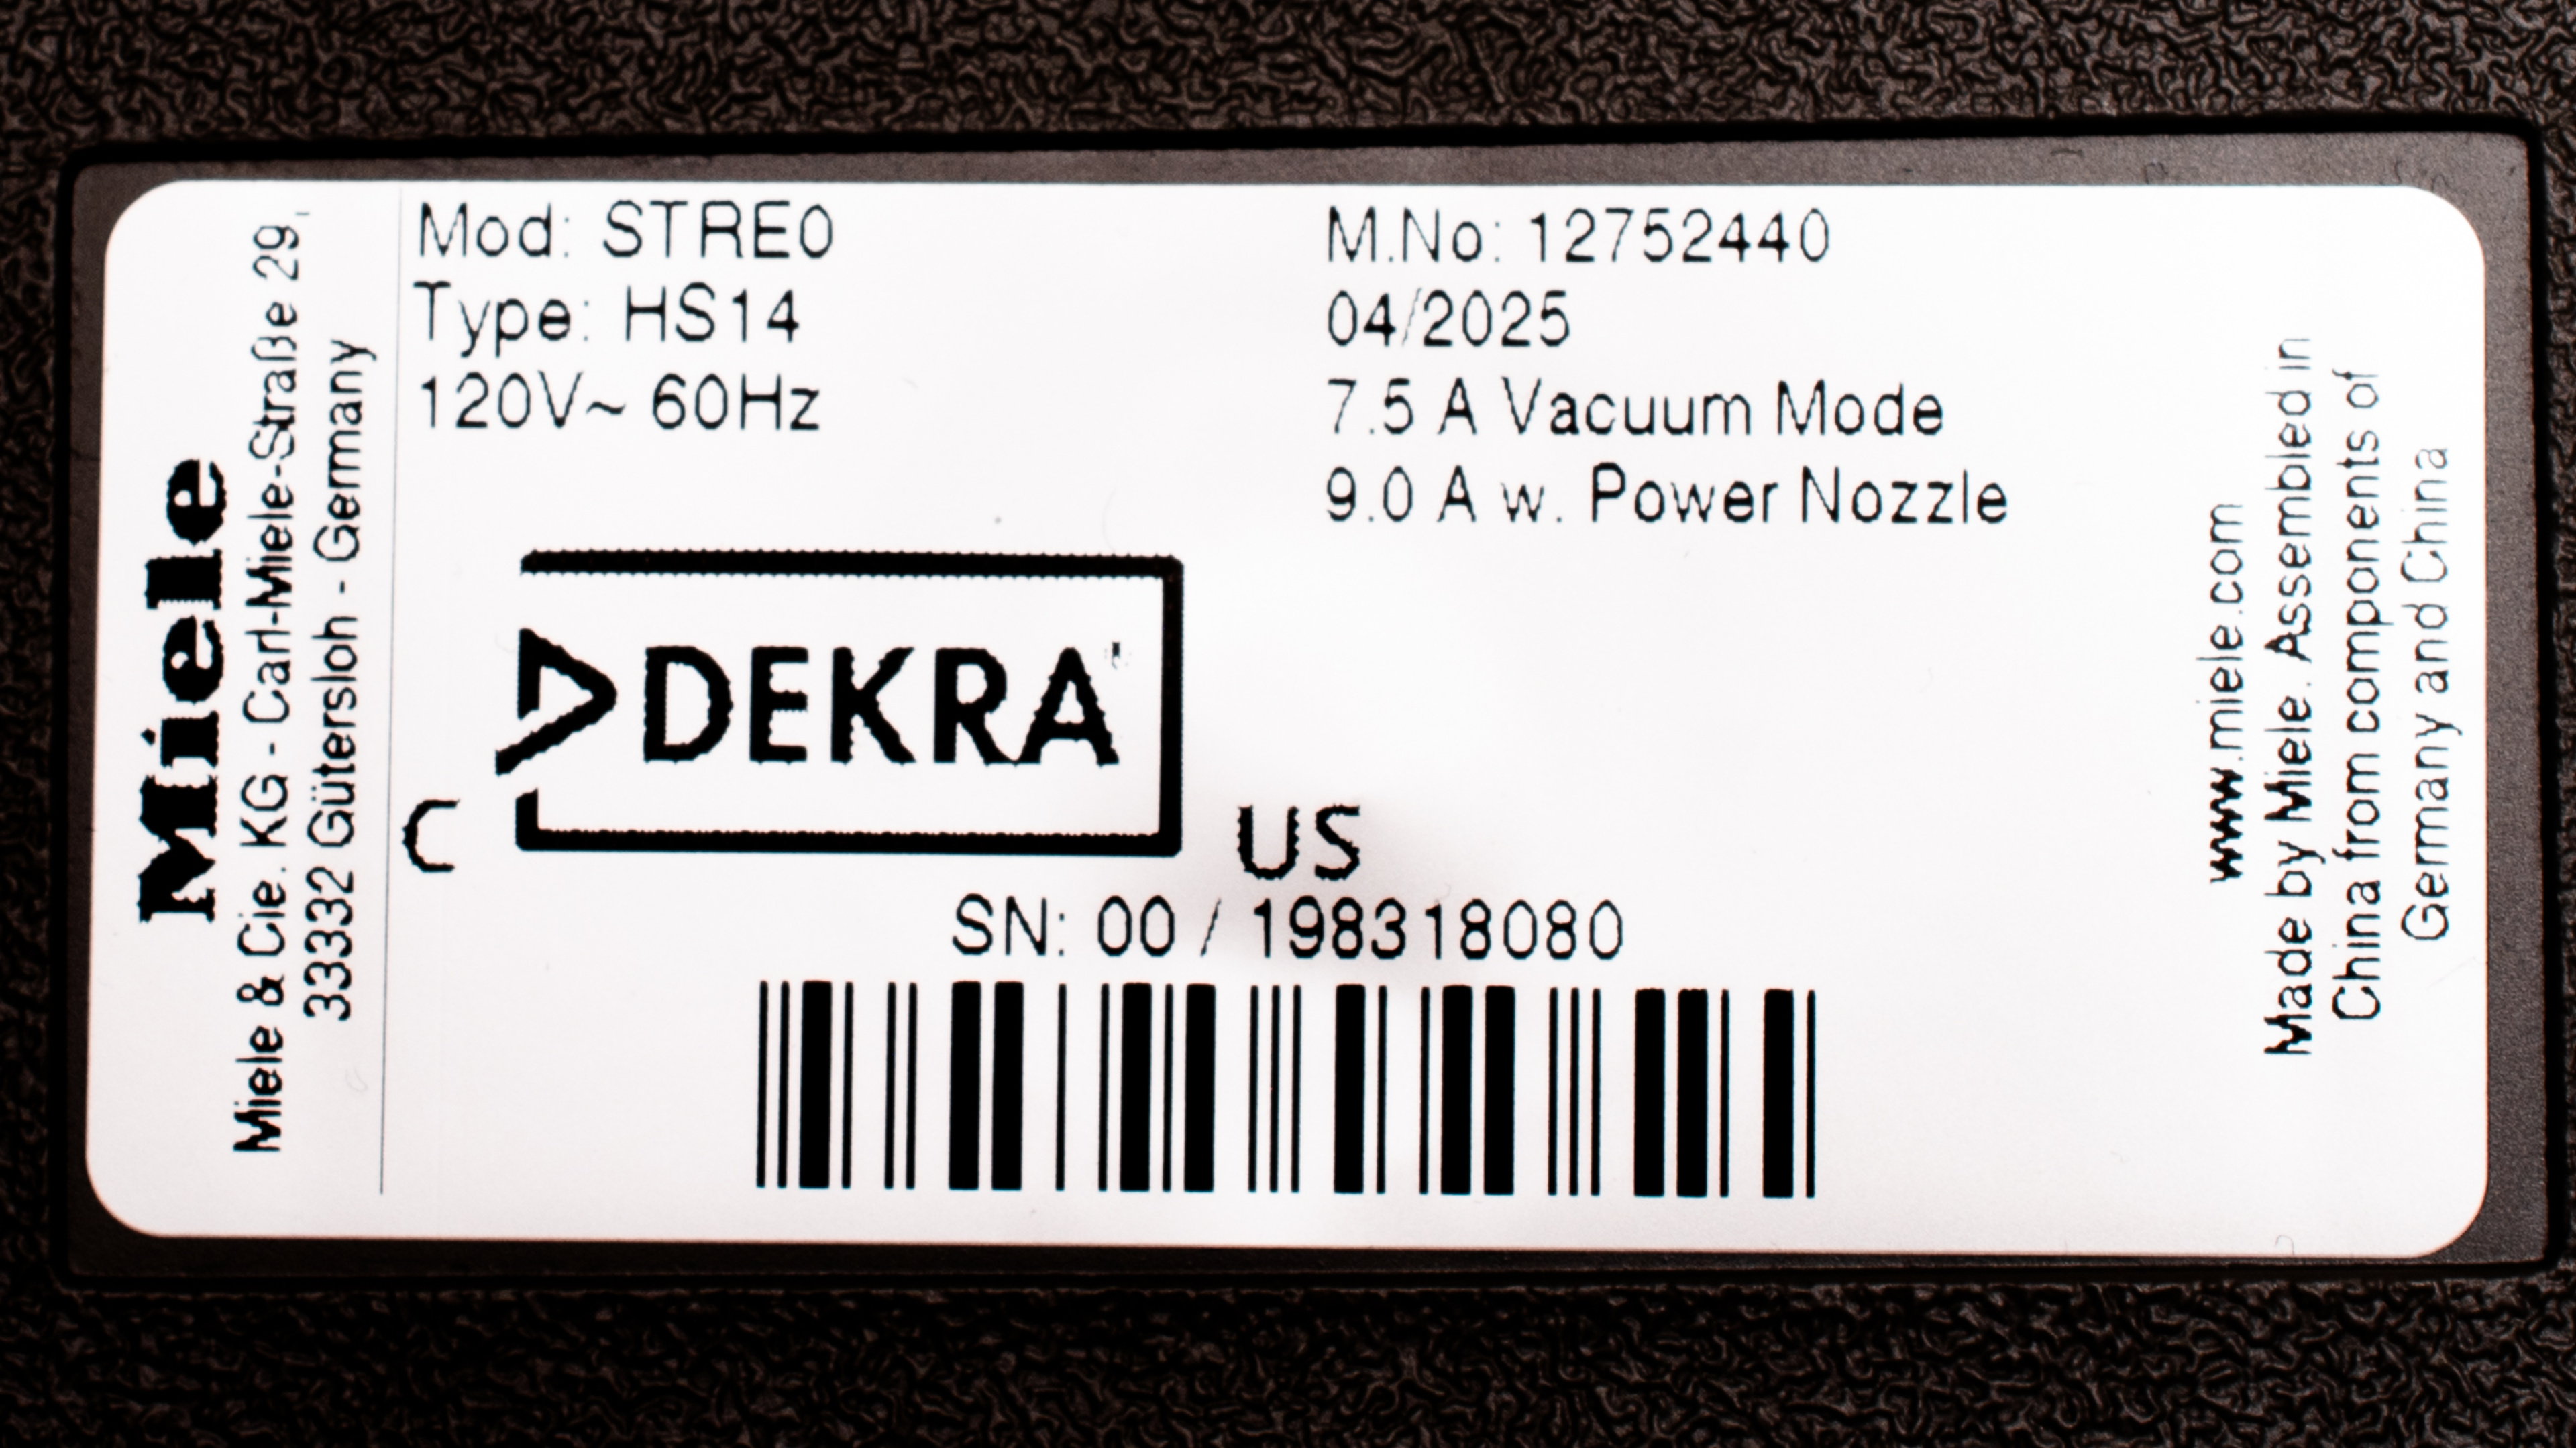 Miele
Miele & Cie. KG - Carl-Miele-Straße 29,
33332 Gütersloh - Germany
Mod: STRE0
Type: HS14
120V~ 60Hz
M.No: 12752440
04/2025
7.5 A Vacuum Mode
9.0 A w. Power Nozzle
DEKRA
C
US
SN: 00 / 198318080
www.miele.com
Made by Miele. Assembled in
China from components of
Germany and China